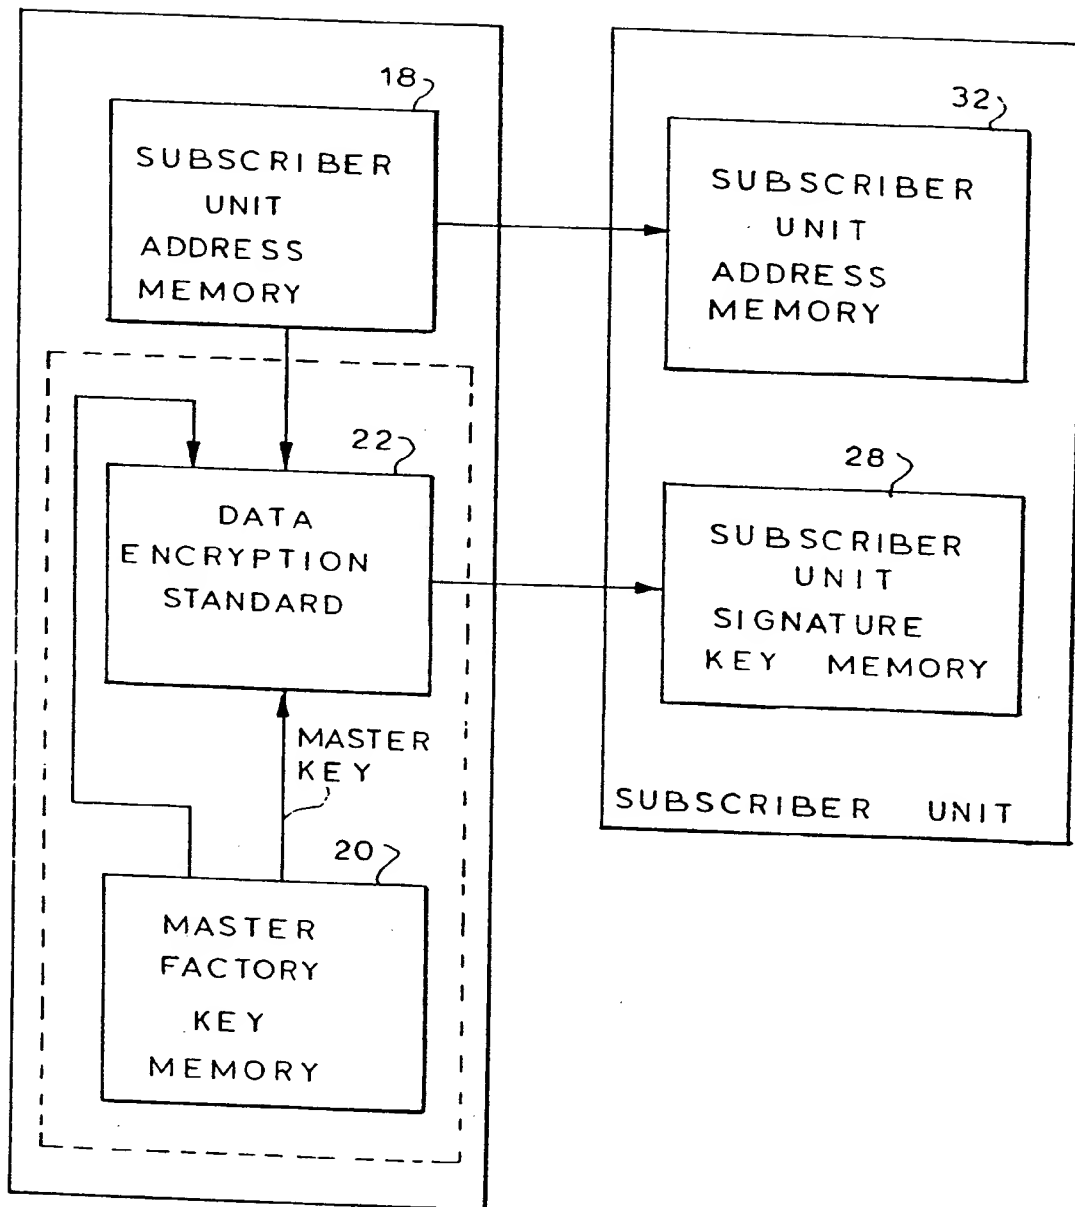 18
SUBSCRIBER
UNIT
ADDRESS
MEMORY
32
SUBSCRIBER
UNIT
ADDRESS
MEMORY
22
DATA
ENCRYPTION
STANDARD
28
SUBSCRIBER
UNIT
SIGNATURE
KEY MEMORY
MASTER
KEY
SUBSCRIBER UNIT
20
MASTER
FACTORY
KEY
MEMORY